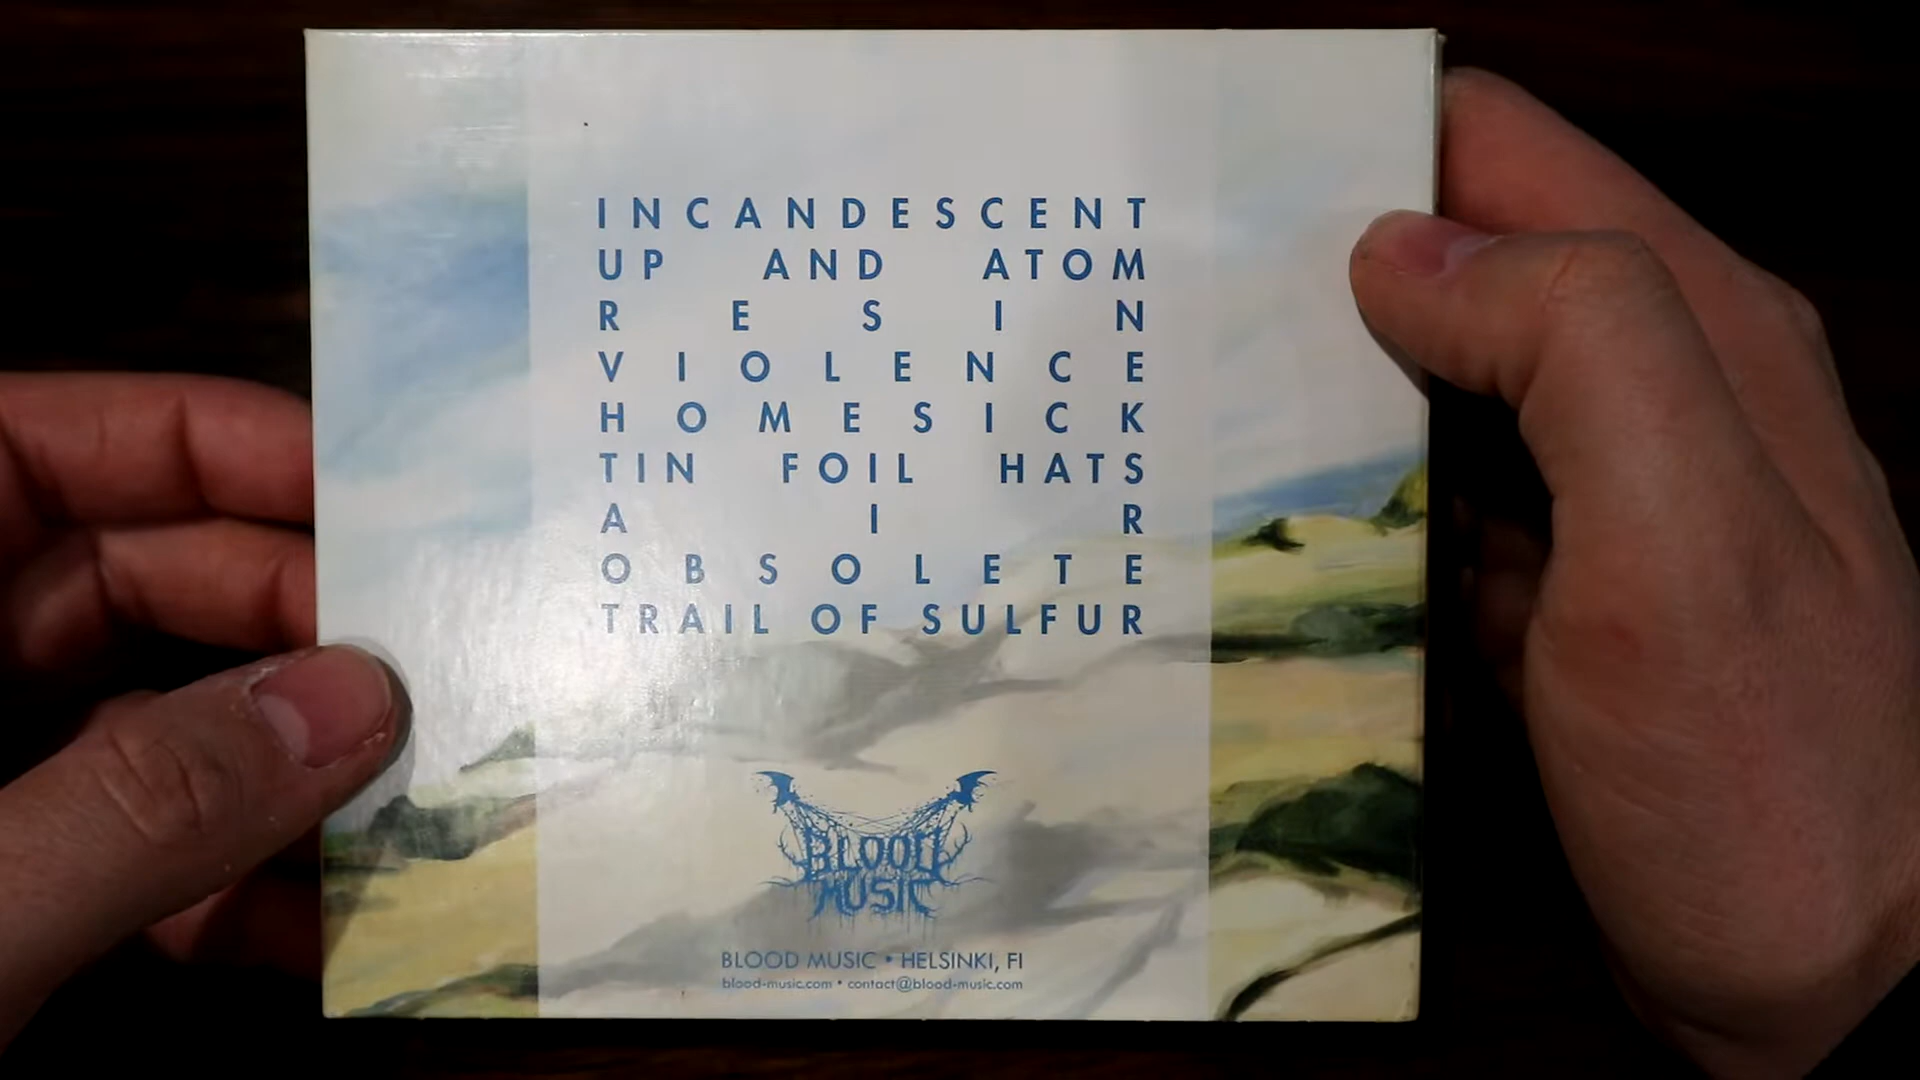 INCANDESCENT
UP AND ATOM
RESIN
VIOLENCE
HOMESICK
TIN FOIL HATS
AIR
OBSOLETE
TRAIL OF SULFUR
BLOOD
MUSIC
BLOOD MUSIC • HELSINKI, FI
blood-music.com • contact@blood-music.com